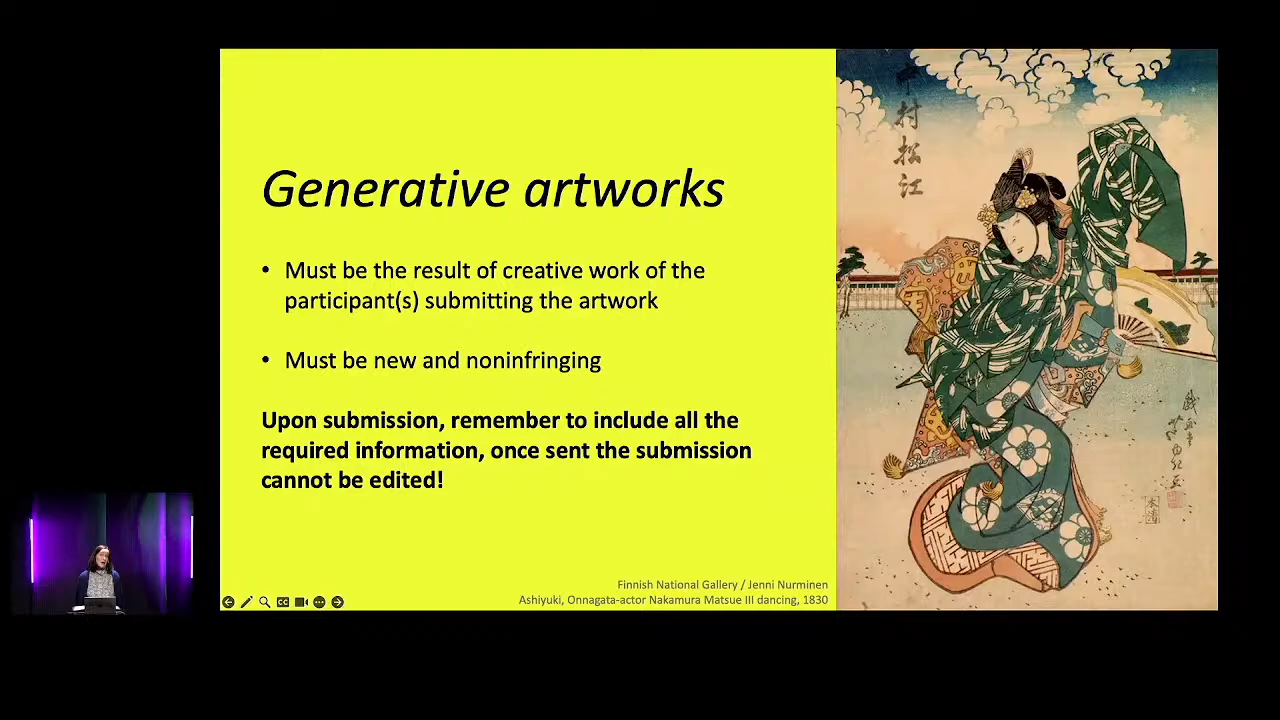 Generative artworks
• Must be the result of creative work of the
participant(s) submitting the artwork
• Must be new and noninfringing
Upon submission, remember to include all the
required information, once sent the submission
cannot be edited!
Finnish National Gallery / Jenni Nurminen
Ashiyuki, Onnagata-actor Nakamura Matsue III dancing, 1830
村松江